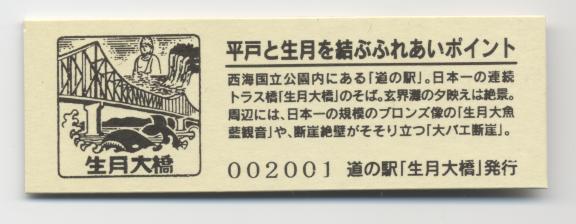 生月大橋
平戸と生月を結ぶふれあいポイント
西海国立公園内にある「道の駅」。日本一の連続
トラス橋「生月大橋」のそば。玄界灘の夕映えは絶景。
周辺には、日本一の規模のブロンズ像の「生月大魚
藍観音」や、断崖絶壁がそそり立つ「大バエ断崖」。
002001 道の駅「生月大橋」発行